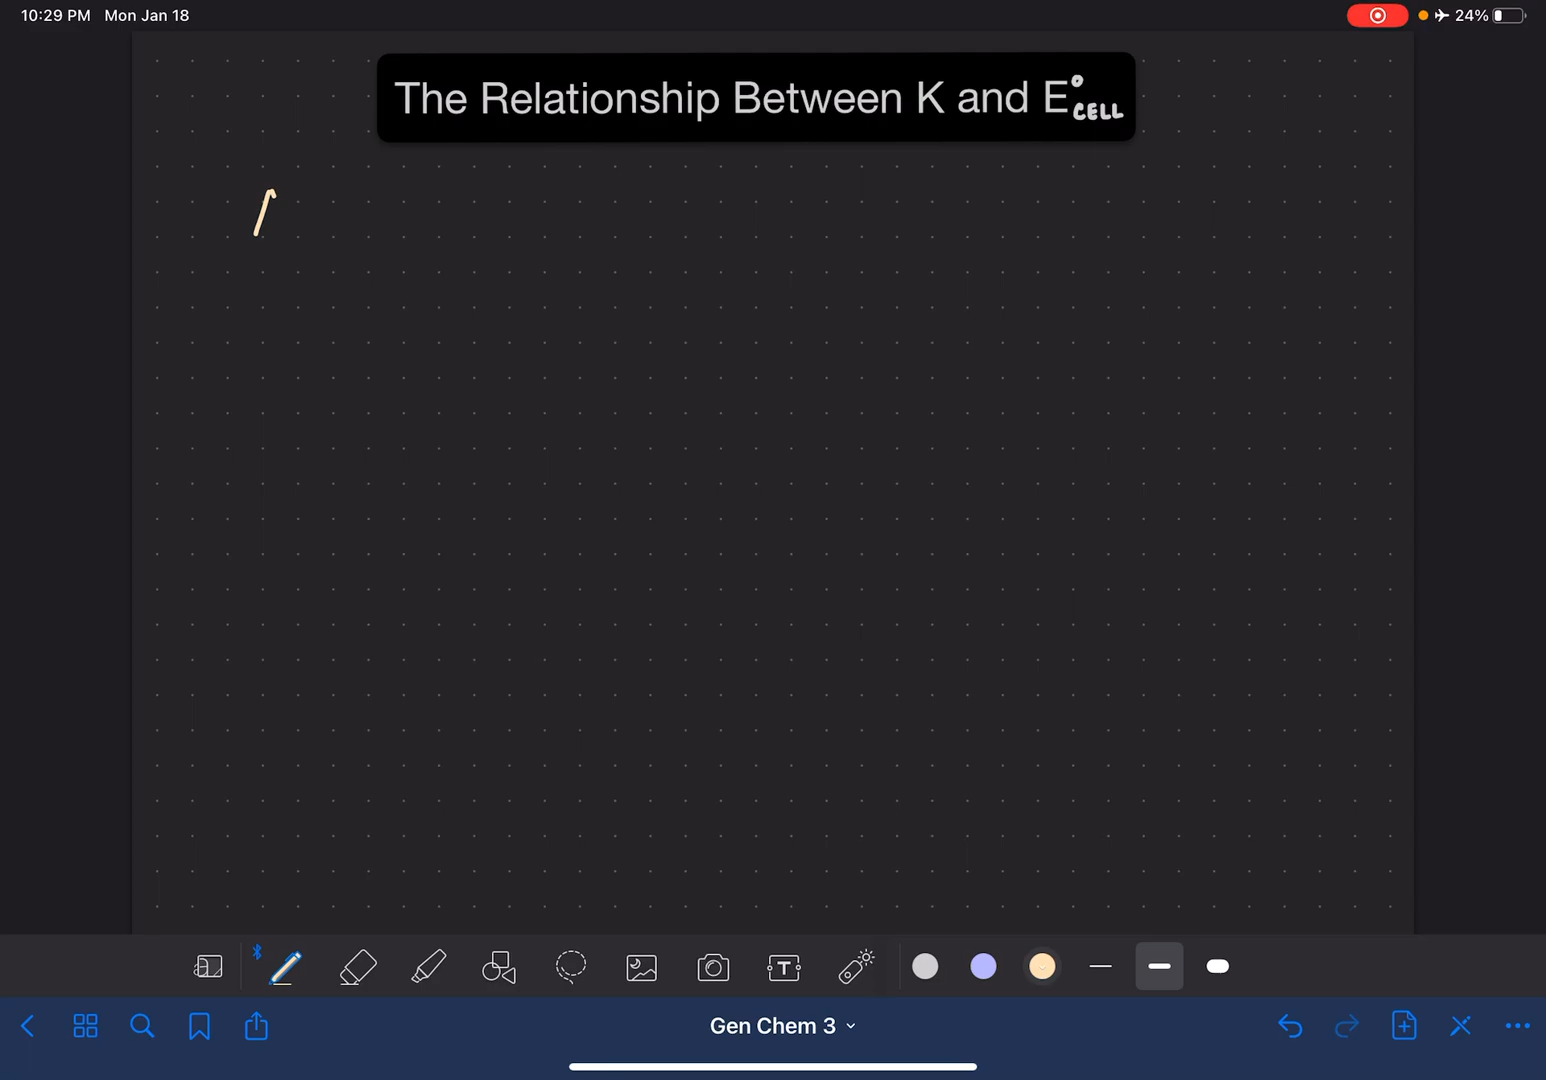 10:29 PM Mon Jan 18
24%
The Relationship Between K and E°CELL
T
Gen Chem 3